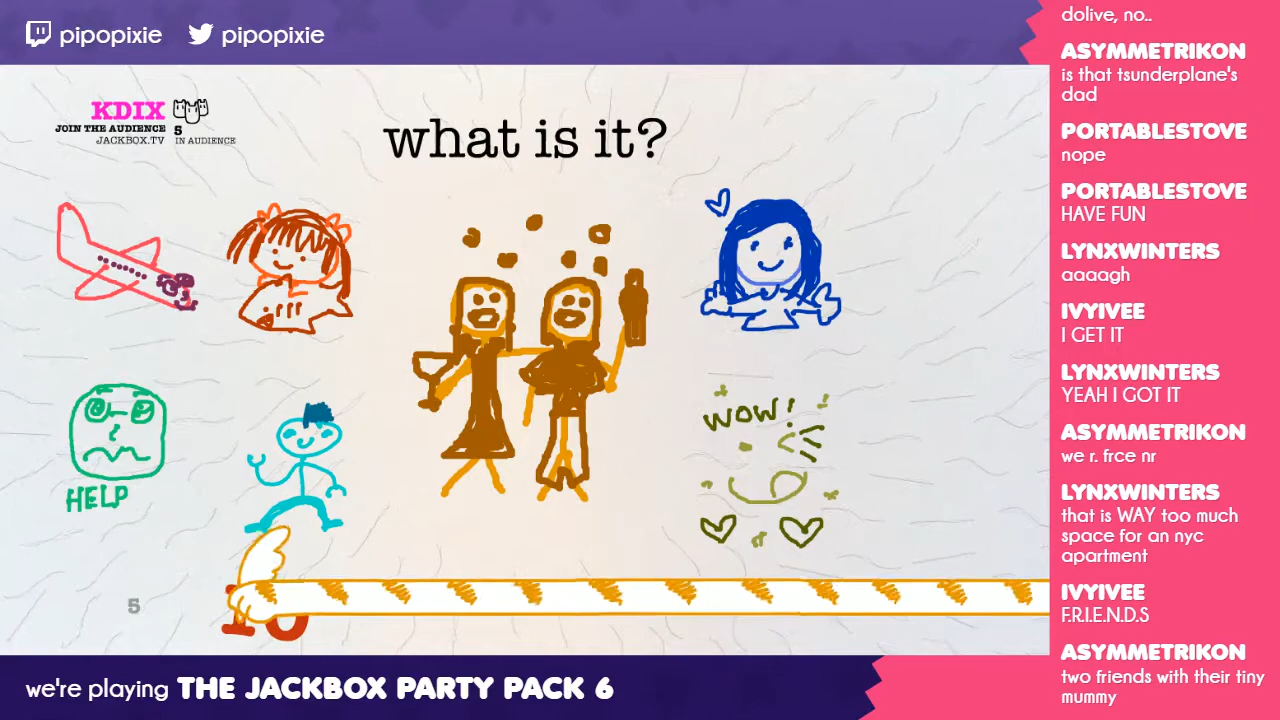 pipopixie pipopixie
KDIX
JOIN THE AUDIENCE 5
JACKBOX.TV IN AUDIENCE
what is it?
WOW!
HELP
5
we're playing THE JACKBOX PARTY PACK 6
dolive, no..
ASYMMETRIKON
is that tsunderplane's
dad
PORTABLESTOVE
nope
PORTABLESTOVE
HAVE FUN
LYNXWINTERS
aaaagh
IVYIVEE
I GET IT
LYNXWINTERS
YEAH I GOT IT
ASYMMETRIKON
we r. frce nr
LYNXWINTERS
that is WAY too much
space for an nyc
apartment
IVYIVEE
F.R.I.E.N.D.S
ASYMMETRIKON
two friends with their tiny
mummy